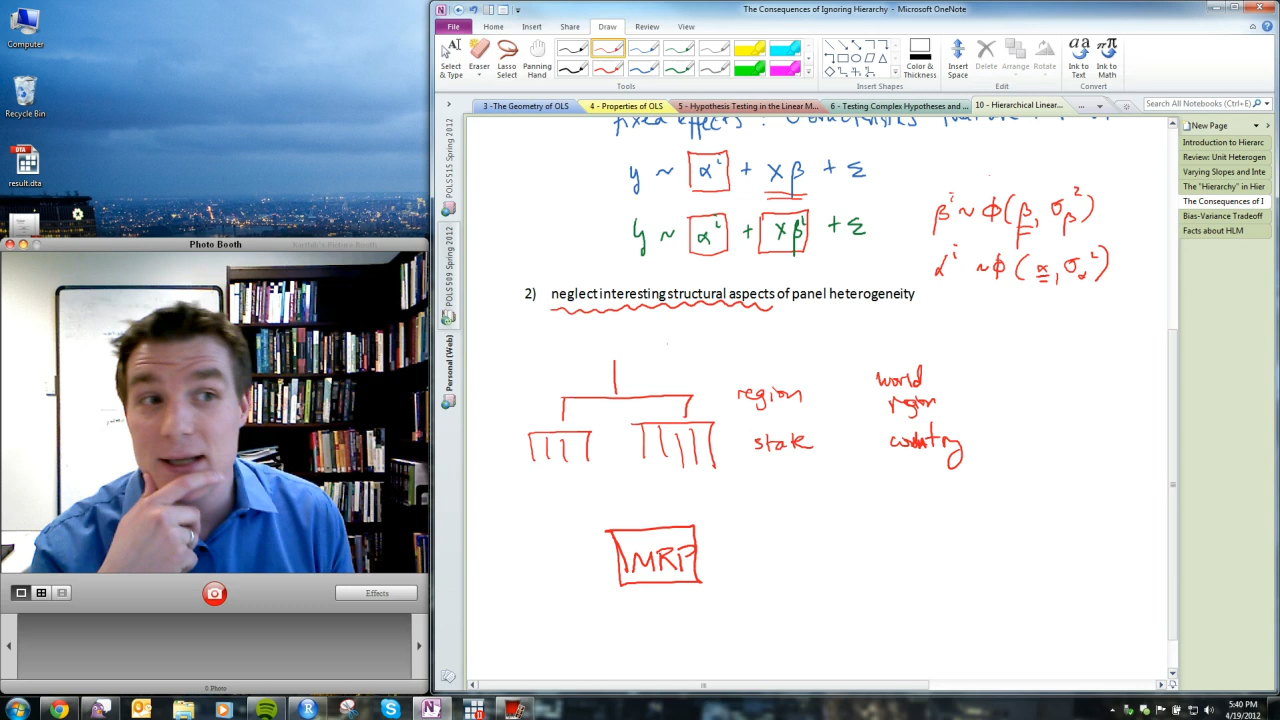 The Consequences of Ignoring Hierarchy - Microsoft OneNote
File Home Insert Share Draw Review View
Computer
Recycle Bin
result.dta
Select & Type
Eraser
Lasso Select
Panning Hand
Color & Thickness
Insert Space
Delete
Arrange
Rotate
Ink to Text
Ink to Math
Tools
Insert Shapes
Edit
Convert
3 -The Geometry of OLS
4 - Properties of OLS
5 - Hypothesis Testing in the Linear M...
6 - Testing Complex Hypotheses and ...
10 - Hierarchical Linear...
...
Search All Notebooks (Ctrl+E)
New Page
Introduction to Hierarc
Review: Unit Heterogen
Varying Slopes and Inte
The "Hierarchy" in Hier
The Consequences of I
Bias-Variance Tradeoff
Facts about HLM
POLS 515 Spring 2012
POLS 509 Spring 2012
Personal (Web)
fixed effects :
y ~ α^i + Xβ + Σ
y ~ α^i + Xβ^i + Σ
β^i ~ Φ(β, σ_β^2)
α^i ~ Φ(α, σ_α^2)
2) neglect interesting structural aspects of panel heterogeneity
region
world region
state
country
MRP
Photo Booth
Effects
0 Photo
5:40 PM
4/19/2012